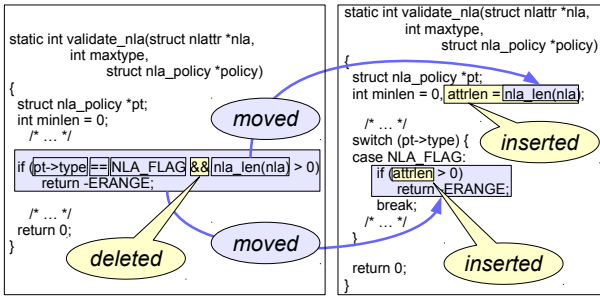 static int validate_nla(struct nlattr *nla,
int maxtype,
struct nla_policy *policy)
{
struct nla_policy *pt;
int minlen = 0;
/* … */
if (pt->type == NLA_FLAG && nla_len(nla) > 0)
return -ERANGE;
/* … */
return 0;
}
moved
deleted
moved
static int validate_nla(struct nlattr *nla,
int maxtype,
struct nla_policy *policy)
{
struct nla_policy *pt;
int minlen = 0, attrlen = nla_len(nla);
/* … */
switch (pt->type) {
case NLA_FLAG:
if (attrlen > 0)
return -ERANGE;
break;
/* … */
}
return 0;
}
inserted
inserted